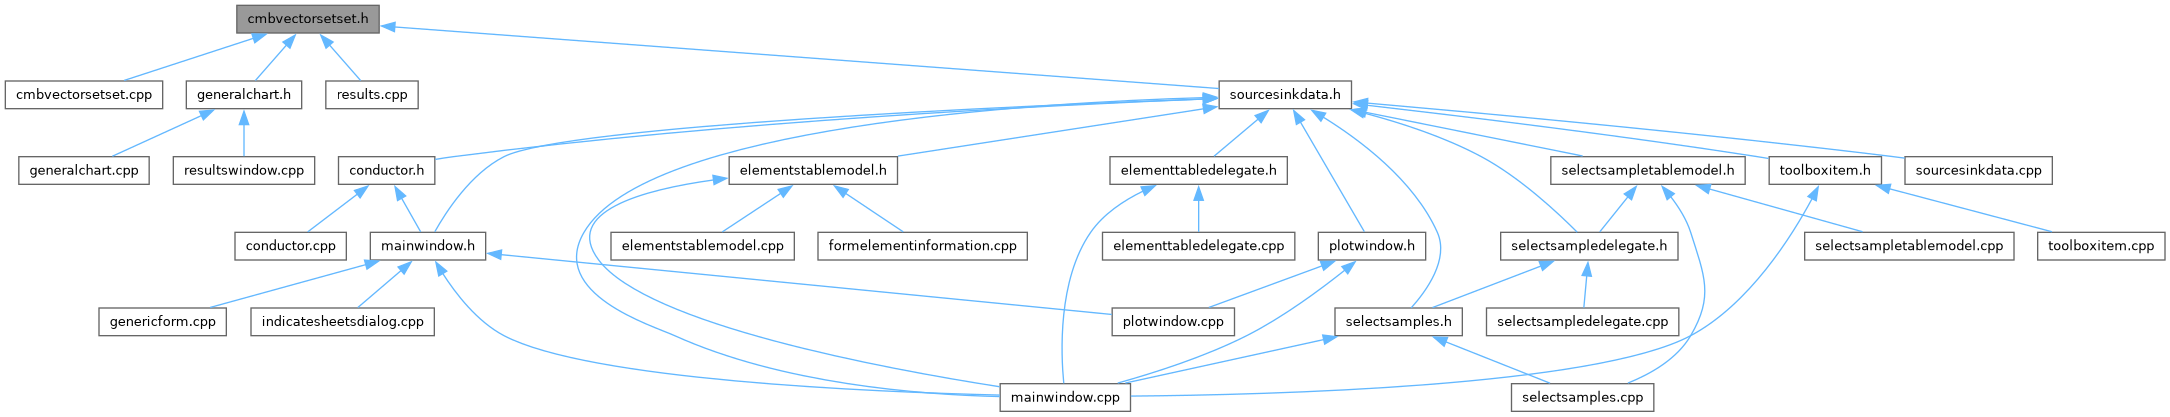 cmbvectorsetset.h
cmbvectorsetset.cpp
generalchart.h
results.cpp
sourcesinkdata.h
generalchart.cpp
resultswindow.cpp
conductor.h
elementstablemodel.h
elementtabledelegate.h
selectsampletablemodel.h
toolboxitem.h
sourcesinkdata.cpp
conductor.cpp
mainwindow.h
elementstablemodel.cpp
formelementinformation.cpp
elementtabledelegate.cpp
plotwindow.h
selectsampledelegate.h
selectsampletablemodel.cpp
toolboxitem.cpp
genericform.cpp
indicatesheetsdialog.cpp
plotwindow.cpp
selectsamples.h
selectsampledelegate.cpp
mainwindow.cpp
selectsamples.cpp